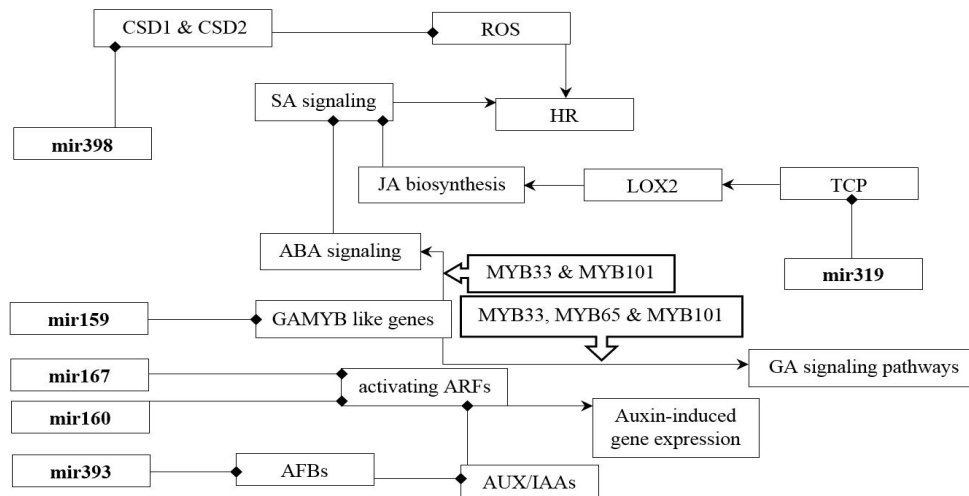 CSD1 & CSD2
ROS
SA signaling
HR
mir398
JA biosynthesis
LOX2
TCP
ABA signaling
MYB33 & MYB101
mir319
mir159
GAMYB like genes
MYB33, MYB65 & MYB101
mir167
activating ARFs
GA signaling pathways
mir160
Auxin-induced
gene expression
mir393
AFBs
AUX/IAAs